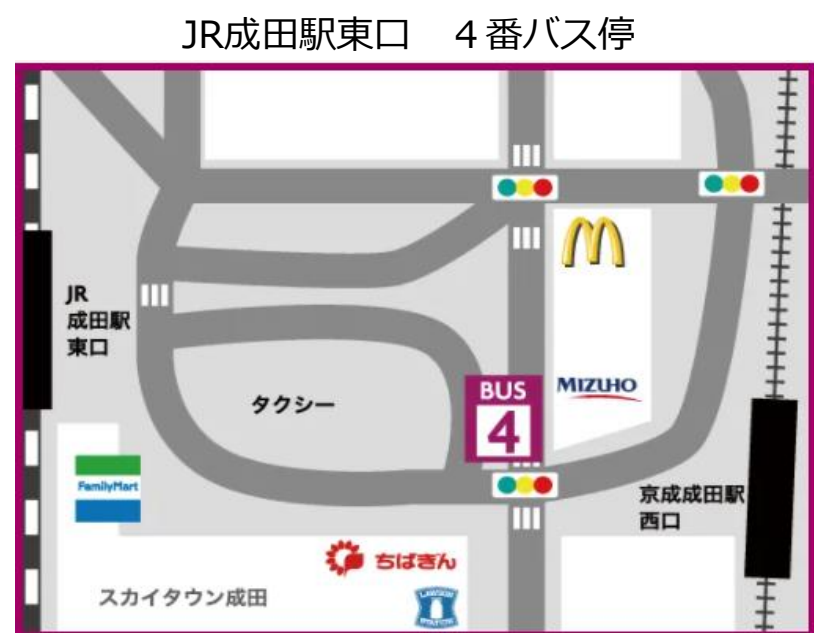 JR成田駅東口　４番バス停
JR
成田駅
東口
タクシー
BUS
4
MIZUHO
FamilyMart
京成成田駅
西口
ちばぎん
スカイタウン成田
LAWSON
STATION